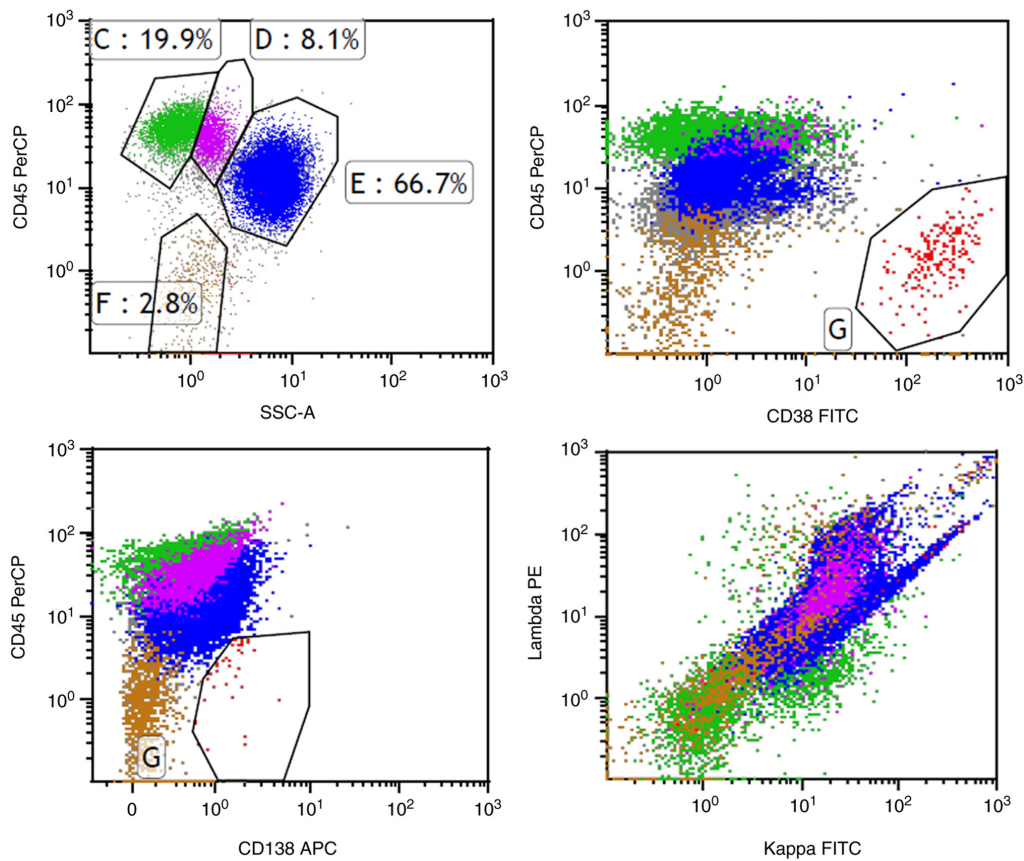 C : 19.9%
D : 8.1%
E : 66.7%
F : 2.8%
CD45 PerCP
10³
10²
10¹
10⁰
10⁰
10¹
10²
10³
SSC-A
CD45 PerCP
10³
10²
10¹
10⁰
G
10⁰
10¹
10²
10³
CD38 FITC
CD45 PerCP
10³
10²
10¹
10⁰
G
0
10⁰
10¹
10²
10³
CD138 APC
Lambda PE
10³
10²
10¹
10⁰
10⁰
10¹
10²
10³
Kappa FITC